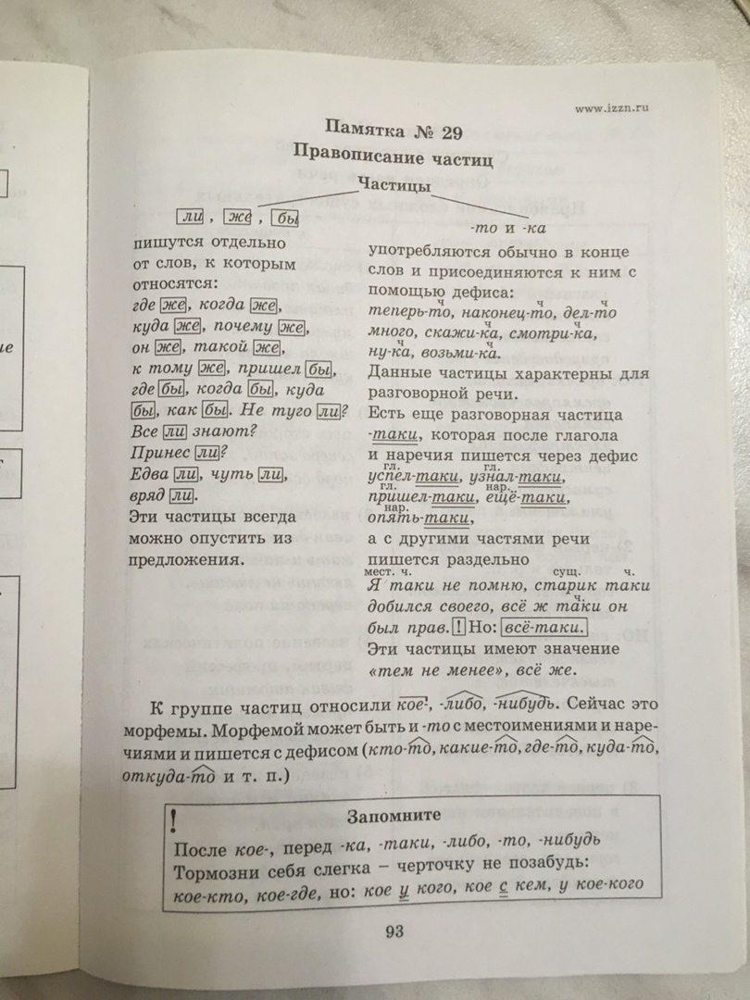 www.izzn.ru
Памятка № 29
Правописание частиц
Частицы
ли , же , бы
пишутся отдельно
от слов, к которым
относятся:
где же, когда же,
куда же, почему же,
он же, такой же,
к тому же, пришел бы,
где бы, когда бы, куда
бы, как бы. Не туго ли?
Все ли знают?
Принес ли?
Едва ли, чуть ли,
вряд ли.
Эти частицы всегда
можно опустить из
предложения.
-то и -ка
употребляются обычно в конце
слов и присоединяются к ним с
помощью дефиса:
ч ч ч
теперь-то, наконец-то, дел-то
ч ч
много, скажи-ка, смотри-ка,
ч ч
ну-ка, возьми-ка.
Данные частицы характерны для
разговорной речи.
Есть еще разговорная частица
-таки, которая после глагола
и наречия пишется через дефис
гл. гл.
успел-таки, узнал-таки,
гл. нар.
пришел-таки, ещё-таки,
нар.
опять-таки,
а с другими частями речи
пишется раздельно
мест. ч. сущ. ч.
Я таки не помню, старик таки
ч.
добился своего, всё ж таки он
был прав. ! Но: всё-таки.
Эти частицы имеют значение
«тем не менее», всё же.
К группе частиц относили кое-, -либо, -нибудь. Сейчас это
морфемы. Морфемой может быть и -то с местоимениями и наре-
чиями и пишется с дефисом (кто-то, какие-то, где-то, куда-то,
откуда-то и т. п.)
! Запомните
После кое-, перед -ка, -таки, -либо, -то, -нибудь
Тормозни себя слегка – черточку не позабудь:
кое-кто, кое-где, но: кое у кого, кое с кем, у кое-кого
93